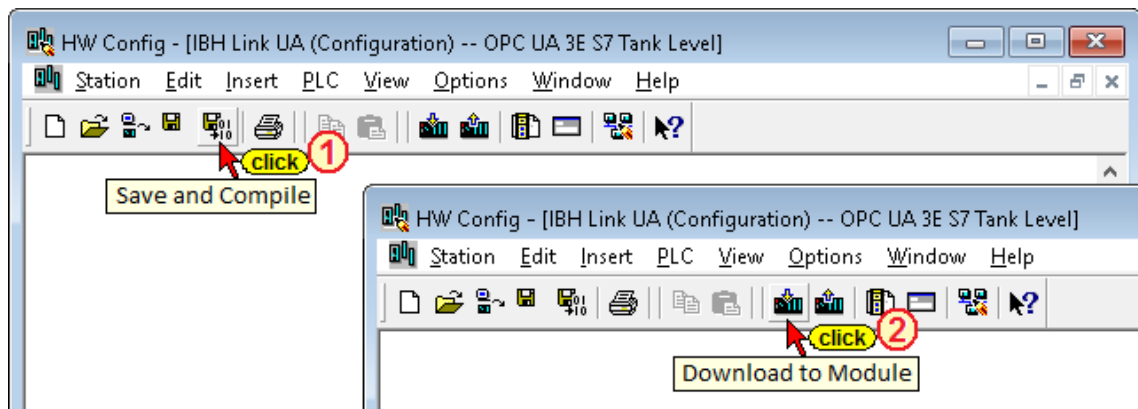 HW Config - [IBH Link UA (Configuration) -- OPC UA 3E S7 Tank Level]
Station Edit Insert PLC View Options Window Help
click 1
Save and Compile
HW Config - [IBH Link UA (Configuration) -- OPC UA 3E S7 Tank Level]
Station Edit Insert PLC View Options Window Help
click 2
Download to Module